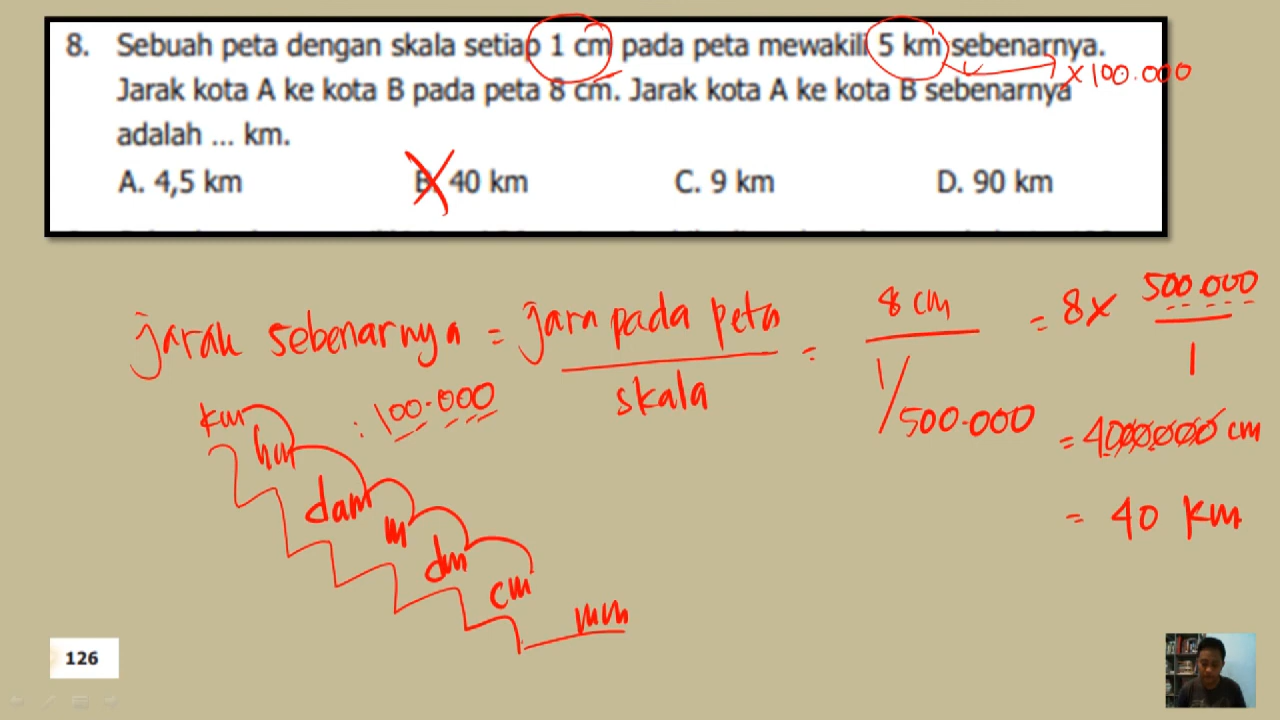 8. Sebuah peta dengan skala setiap 1 cm pada peta mewakili 5 km sebenarnya.
x 100.000
Jarak kota A ke kota B pada peta 8 cm. Jarak kota A ke kota B sebenarnya
adalah ... km.
A. 4,5 km B. 40 km C. 9 km D. 90 km
jarak sebenarnya = jara pada peta / skala = 8 cm / 1/500.000 = 8 x 500.000 / 1
= 4000000 cm
= 40 km
: 100.000
km
hm
dam
m
dm
cm
mm
126